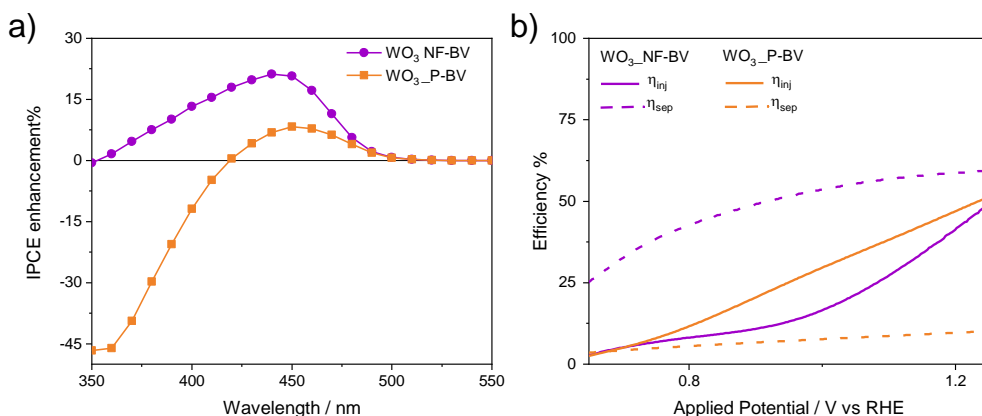 a)
30
15
0
-15
-30
-45
IPCE enhancement%
350
400
450
500
550
Wavelength / nm
WO₃ NF-BV
WO₃_P-BV
b)
100
75
50
25
0
Efficiency %
0.8
1.2
Applied Potential / V vs RHE
WO₃_NF-BV WO₃_P-BV
ηinj ηinj
ηsep ηsep